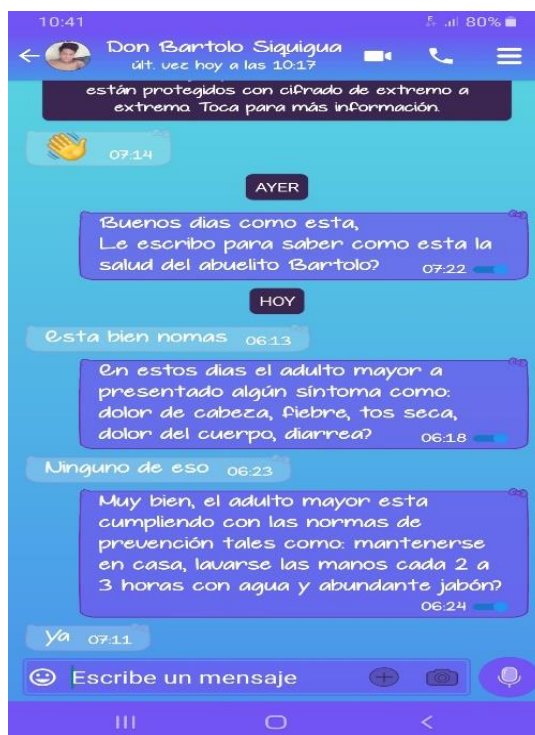 10:41
80%
Don Bartolo Siquigua
últ. vez hoy a las 10:17
están protegidos con cifrado de extremo a
extremo. Toca para más información.
07:14
AYER
Buenos dias como esta,
Le escribo para saber como esta la
salud del abuelito Bartolo?
07:22
HOY
Esta bien nomas 06:13
En estos dias el adulto mayor a
presentado algún síntoma como:
dolor de cabeza, fiebre, tos seca,
dolor del cuerpo, diarrea?
06:18
Ninguno de eso 06:23
Muy bien, el adulto mayor esta
cumpliendo con las normas de
prevención tales como: mantenerse
en casa, lavarse las manos cada 2 a
3 horas con agua y abundante jabón?
06:24
Ya 07:11
Escribe un mensaje